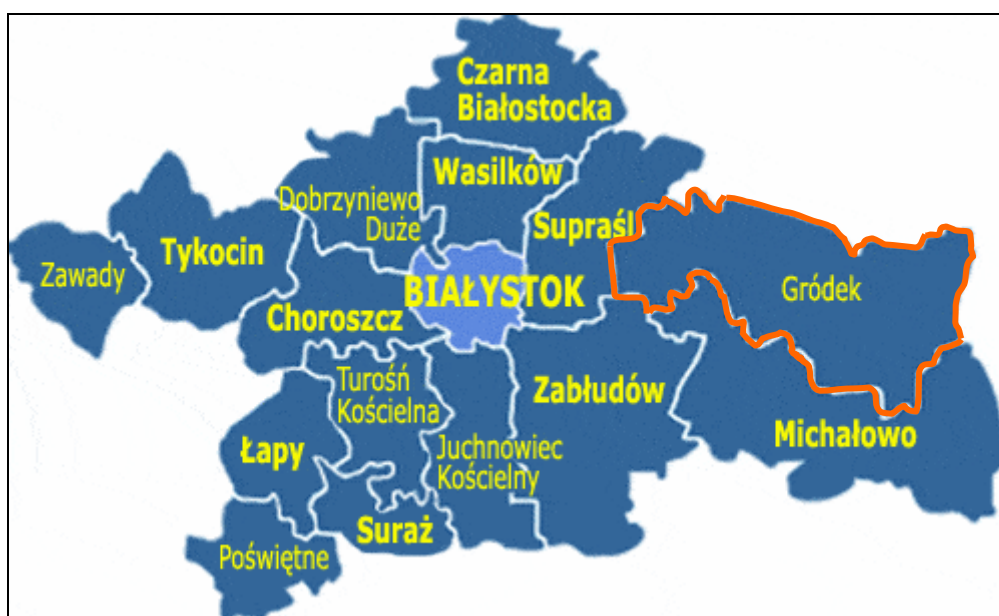 Czarna
Białostocka
Wasilków
Dobrzyniewo
Duże
Supraśl
Tykocin
Zawady
BIAŁYSTOK
Gródek
Choroszcz
Turośń
Kościelna
Zabłudów
Michałowo
Łapy
Juchnowiec
Kościelny
Suraż
Poświętne